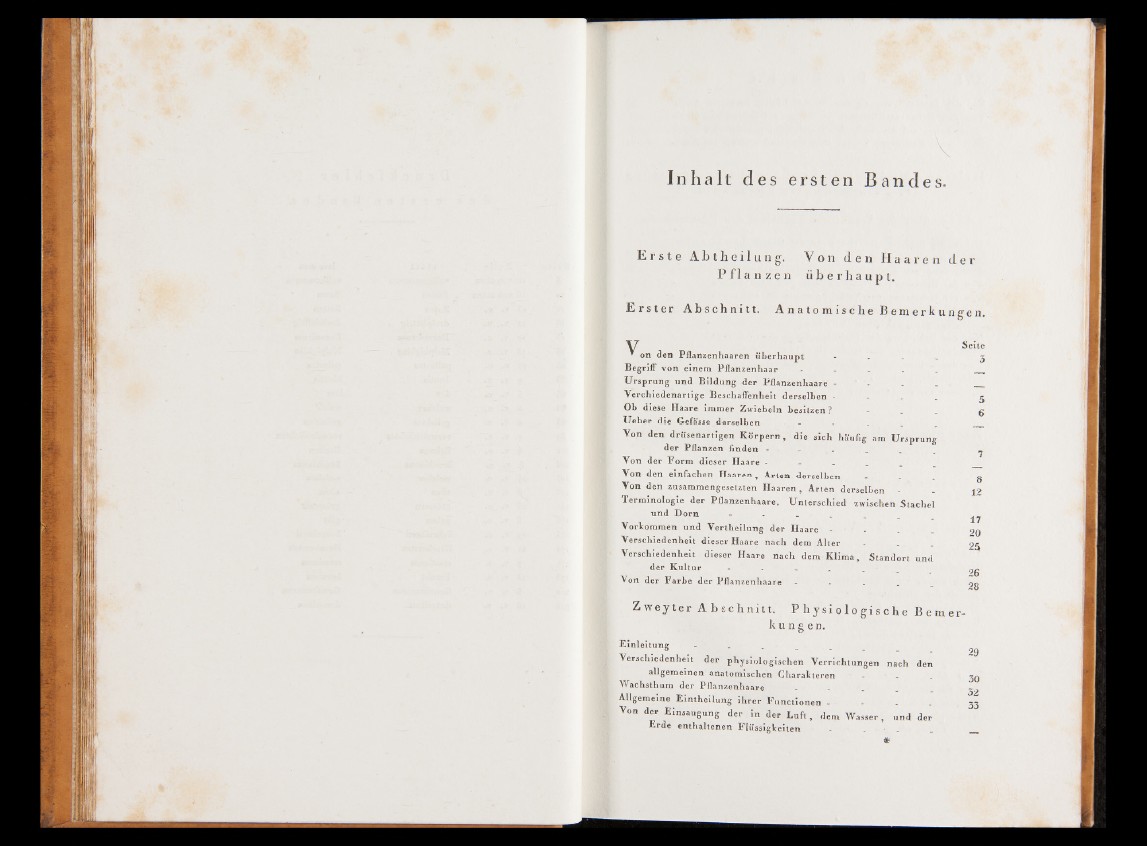 Inhalt des ersten Bandes.
Erste Abtheilung. Von den Haaren der
Pflanzen überhaupt.
Erster Abschnitt. Anatomische Bemerkungen.
Seite
Von den Pflanzenhaaren überhaupt - - - - 3
Begriff von einem Pflanzenhaar - - - - - —
Ursprung und Bildung der Pflanzenhaare - - - - —
Verchiedenartige Beschaffenheit derselben - - - - 5
Ob diese Haare immer Zwiebeln besitzen? - - - 6
Ueber die Gefässe derselben - - - - - —
Von den drüsenartigen Körpern, die sich häufig am Ursprung
der Pflanzen finden - - - - - - 7
Von der Form dieser Haare - - - - - - —
Von den einfachen Haaren, Arten derselben - - - 8
Von den zusammengesetzten Haaren, Arten derselben - - 12
Terminologie der Pflanzenhaare. Unterschied zwischen Stachel
und Dorn - - - - - - - 17
Vorkommen und Vertheilung der Haare - - - - 20
Verschiedenheit dieser Haare nach dem Alter - - - 25
Verschiedenheit dieser Haare nach dem Klima, Standort und
der Kultur - - - - - - - 26
Von der Farbe der Pflanzenhaare - - - - - 28
Zweyter Abschnitt. Physiologische Bemer-
kungen.
Einleitung - - - - - - - - 29
Verschiedenheit der physiologischen Verrichtungen nach den
allgemeinen anatomischen Charakteren - - - 30
Wachsthum der Pflanzenhaare - - - - - 32
Allgemeine Eintheilung ihrer Functionen - - - - 33
Von der Einsaugung der in der Luft, dem Wasser, und der
Erde enthaltenen Flüssigkeiten - - - - —
*